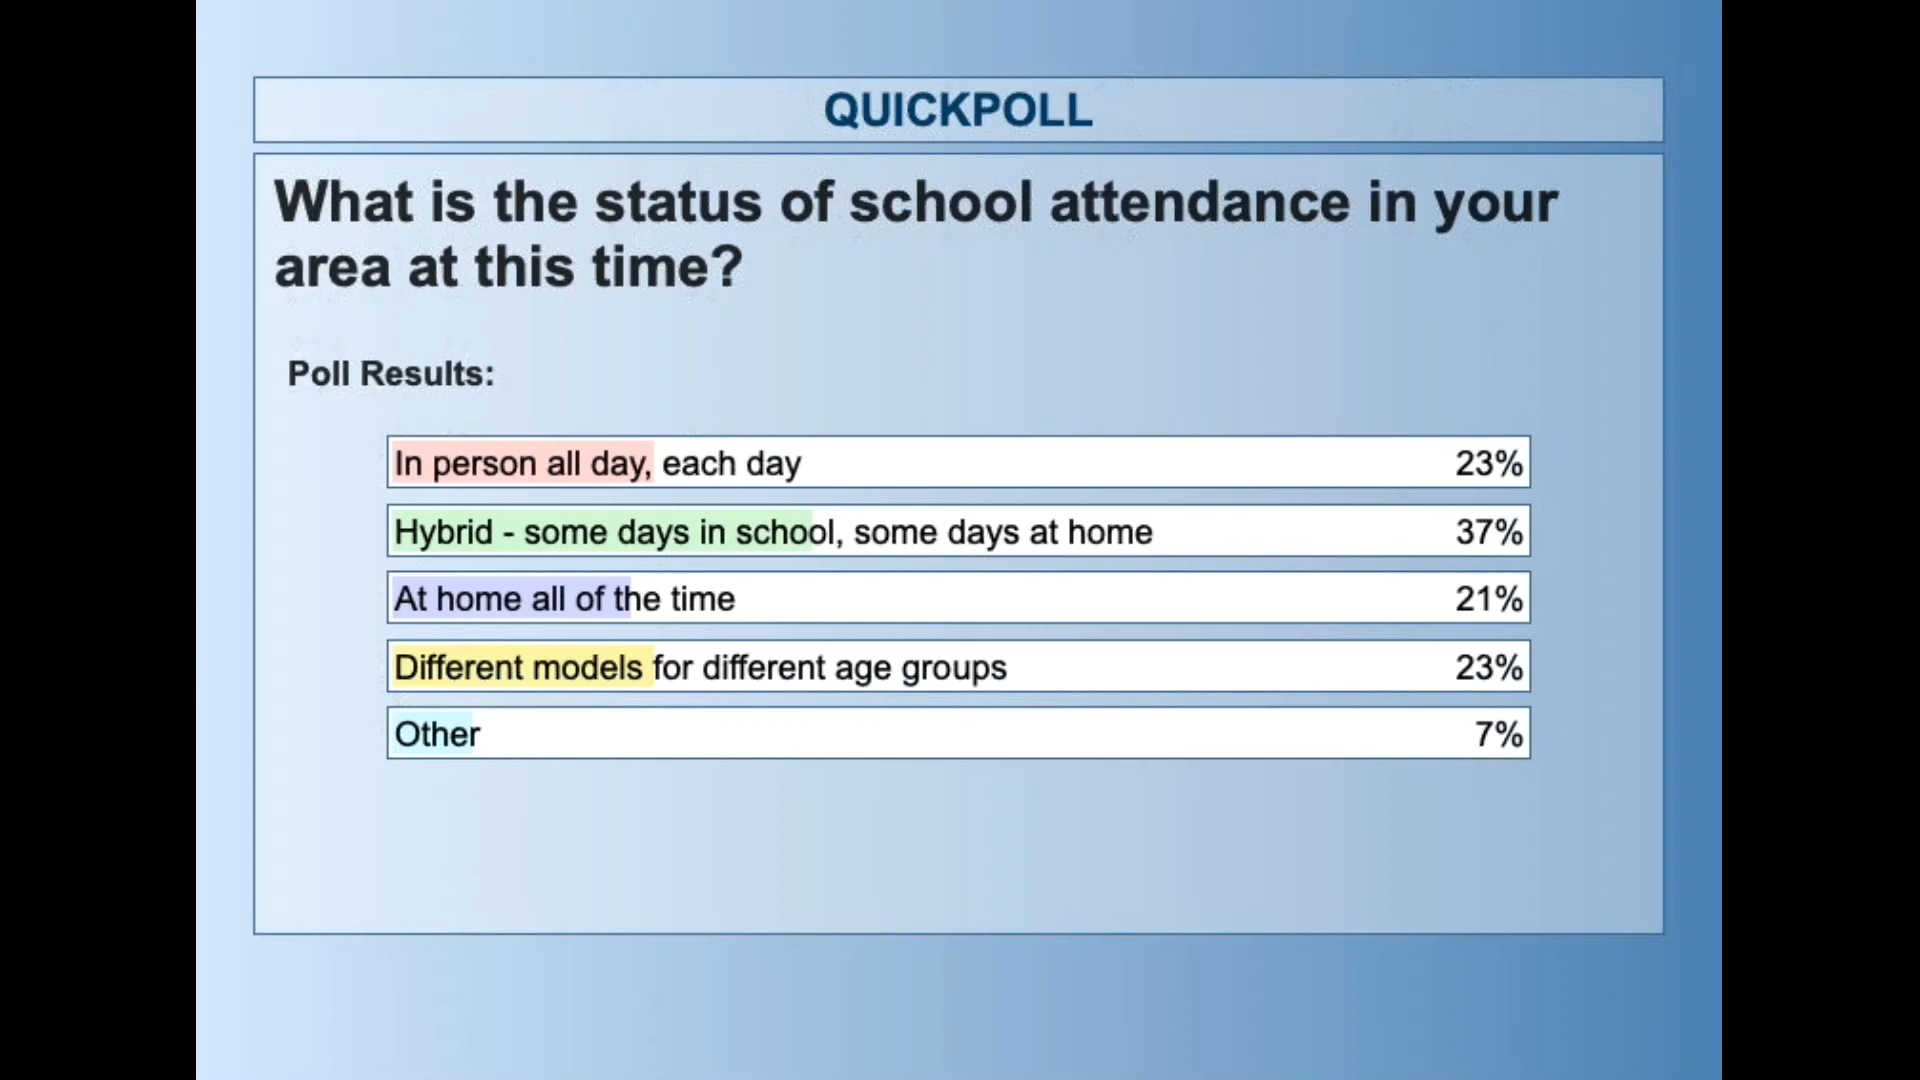 QUICKPOLL
What is the status of school attendance in your
area at this time?
Poll Results:
In person all day, each day 23%
Hybrid - some days in school, some days at home 37%
At home all of the time 21%
Different models for different age groups 23%
Other 7%